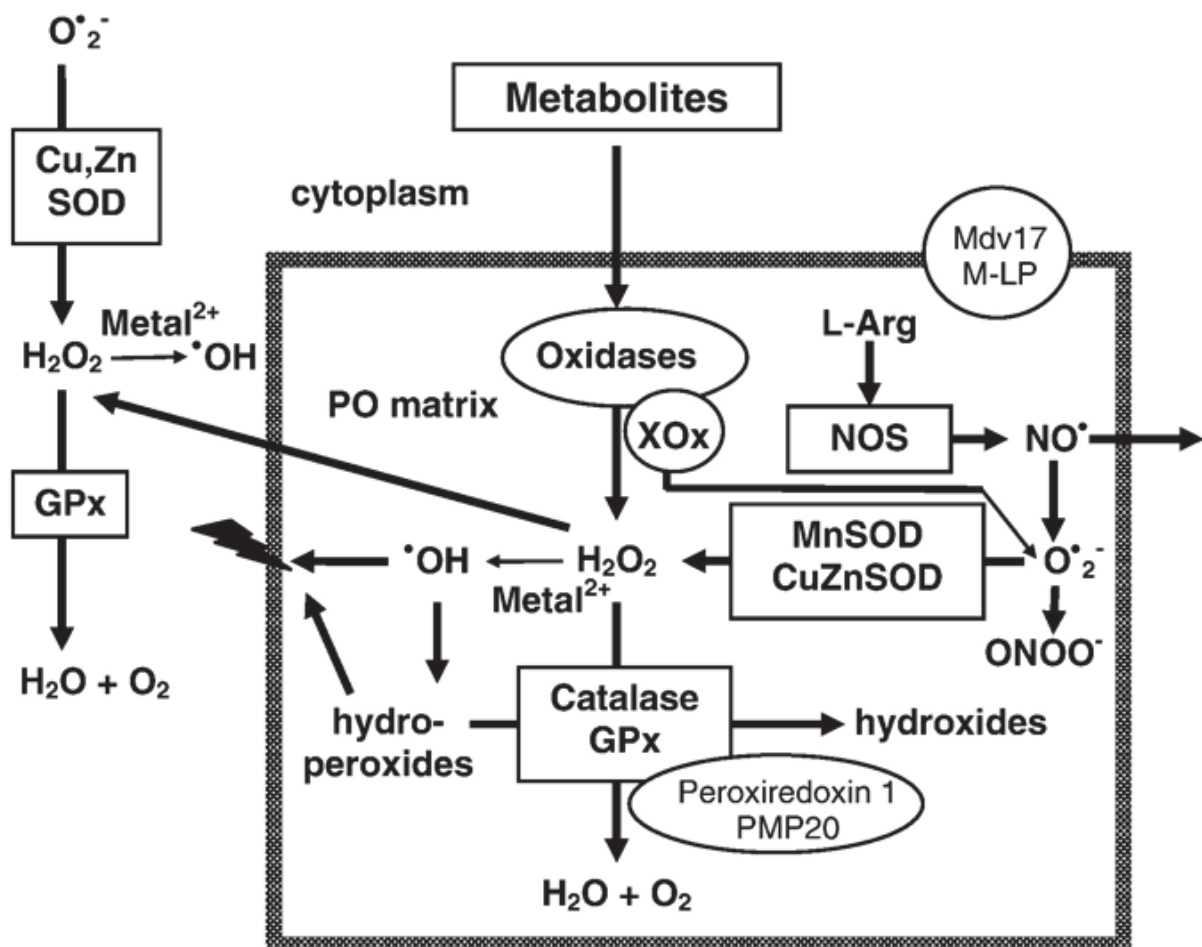 O•2-
Metabolites
Cu,Zn
SOD
cytoplasm
Mdv17
M-LP
Metal2+
H2O2
•OH
L-Arg
Oxidases
PO matrix
XOx
NOS
NO•
GPx
MnSOD
CuZnSOD
•OH
H2O2
O•2-
Metal2+
ONOO-
H2O + O2
Catalase
GPx
hydro-
peroxides
hydroxides
Peroxiredoxin 1
PMP20
H2O + O2